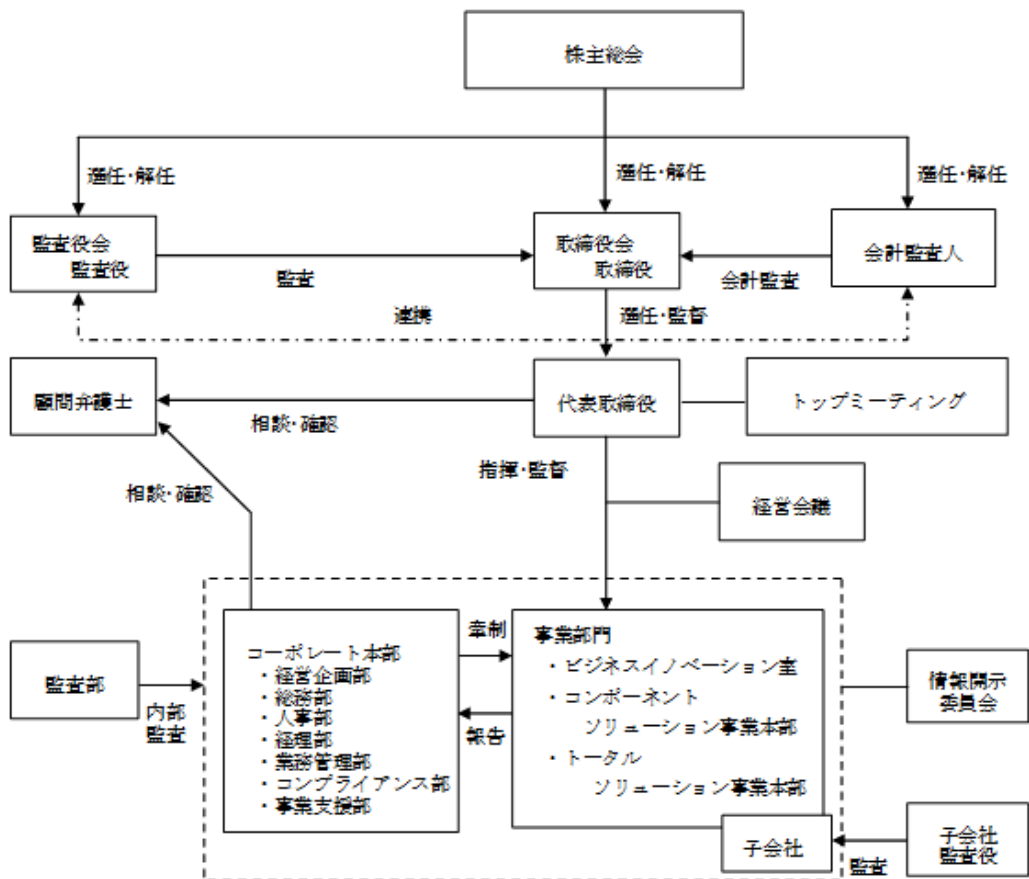 株主総会
選任・解任
選任・解任
選任・解任
監査役会
監査役
監査
取締役会
取締役
会計監査
会計監査人
連携
選任・監督
顧問弁護士
相談・確認
代表取締役
トップミーティング
相談・確認
指揮・監督
経営会議
監査部
内部
監査
コーポレート本部
・経営企画部
・総務部
・人事部
・経理部
・業務管理部
・コンプライアンス部
・事業支援部
牽制
報告
事業部門
・ビジネスイノベーション室
・コンポーネント
ソリューション事業本部
・トータル
ソリューション事業本部
情報開示
委員会
子会社
監査
子会社
監査役